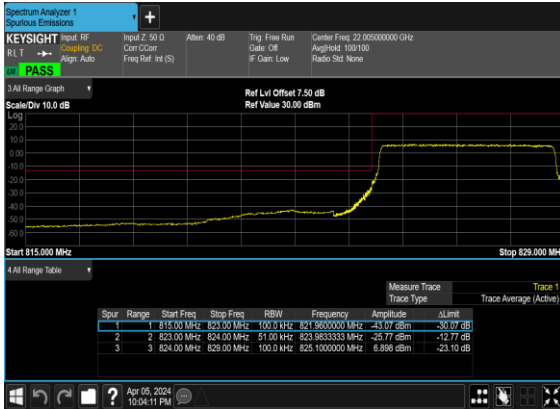 Spectrum Analyzer 1
Spurious Emissions
KEYSIGHT
RLT
Input: RF
Coupling: DC
Align: Auto
Input Z: 50 Ω
Corr CCorr
Freq Ref: Int (S)
Atten: 40 dB
Trig: Free Run
Gate: Off
IF Gain: Low
Center Freq: 22.005000000 GHz
Avg|Hold: 100/100
Radio Std: None
PASS
3 All Range Graph
Scale/Div 10.0 dB
Ref Lvl Offset 7.50 dB
Ref Value 30.00 dBm
Log
20.0
10.0
0.00
-10.0
-20.0
-30.0
-40.0
-50.0
-60.0
Start 815.000 MHz
Stop 829.000 MH
4 All Range Table
Measure Trace Trace 1
Trace Type Trace Average (Active)
Spur Range Start Freq Stop Freq RBW Frequency Amplitude ΔLimit
1 1 815.00 MHz 823.00 MHz 100.0 kHz 821.9600000 MHz -43.07 dBm -30.07 dB
2 2 823.00 MHz 824.00 MHz 51.00 kHz 823.9833333 MHz -25.77 dBm -12.77 dB
3 3 824.00 MHz 829.00 MHz 100.0 kHz 825.1000000 MHz 6.898 dBm -23.10 dB
?
Apr 05, 2024
10:04:11 PM